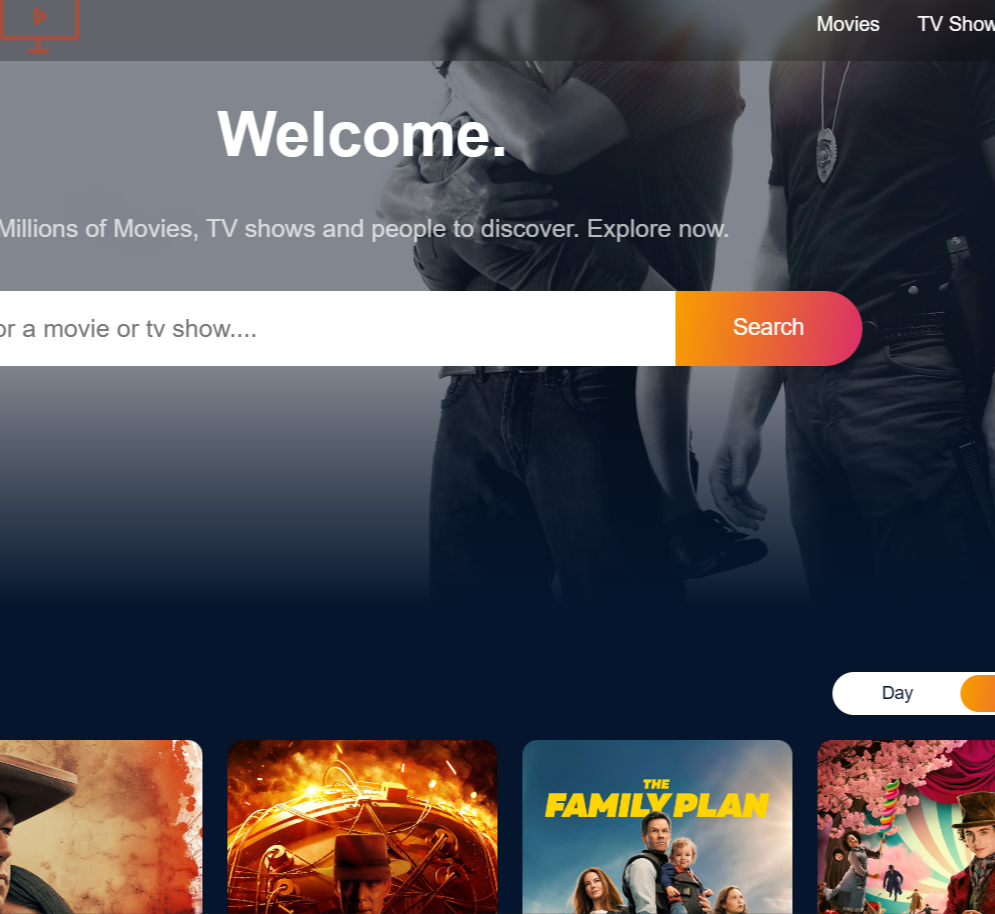 Movies TV Show
Welcome.
Millions of Movies, TV shows and people to discover. Explore now.
or a movie or tv show....
Search
Day
THE
FAMILY PLAN